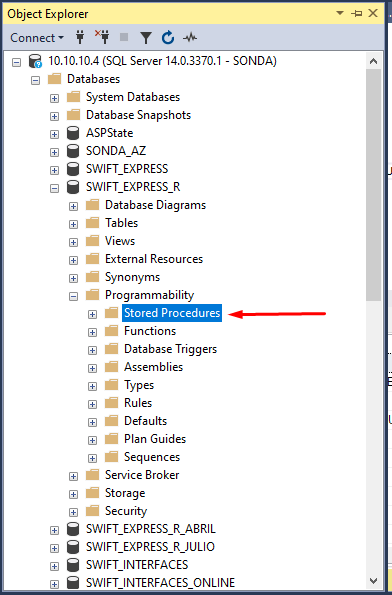 Object Explorer
Connect
10.10.10.4 (SQL Server 14.0.3370.1 - SONDA)
Databases
System Databases
Database Snapshots
ASPState
SONDA_AZ
SWIFT_EXPRESS
SWIFT_EXPRESS_R
Database Diagrams
Tables
Views
External Resources
Synonyms
Programmability
Stored Procedures
Functions
Database Triggers
Assemblies
Types
Rules
Defaults
Plan Guides
Sequences
Service Broker
Storage
Security
SWIFT_EXPRESS_R_ABRIL
SWIFT_EXPRESS_R_JULIO
SWIFT_INTERFACES
SWIFT_INTERFACES_ONLINE